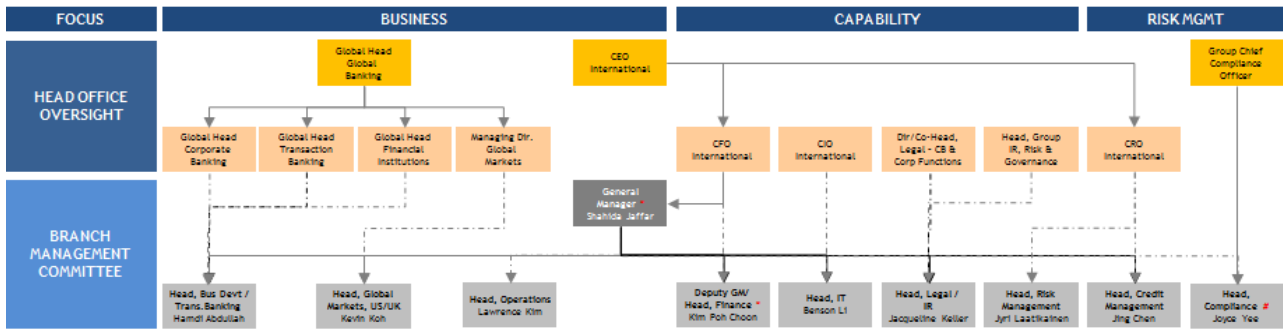 FOCUS
BUSINESS
CAPABILITY
RISK MGMT
HEAD OFFICE
OVERSIGHT
Global Head
Global
Banking
CEO
International
Group Chief
Compliance
Officer
Global Head
Corporate
Banking
Global Head
Transaction
Banking
Global Head
Financial
Institutions
Managing Dir.
Global
Markets
CFO
International
CIO
International
Dir/Co-Head,
Legal - CB &
Corp Functions
Head, Group
IR, Risk &
Governance
CRO
International
BRANCH
MANAGEMENT
COMMITTEE
General
Manager *
Shahida Jaffar
Head, Bus Devt /
Trans.Banking
Hamdi Abdullah
Head, Global
Markets, US/UK
Kevin Koh
Head, Operations
Lawrence Kim
Deputy GM/
Head, Finance *
Kim Poh Choon
Head, IT
Benson Li
Head, Legal /
IR
Jacqueline Keller
Head, Risk
Management
Jyri Laatikainen
Head, Credit
Management
Jing Chen
Head,
Compliance #
Joyce Yee